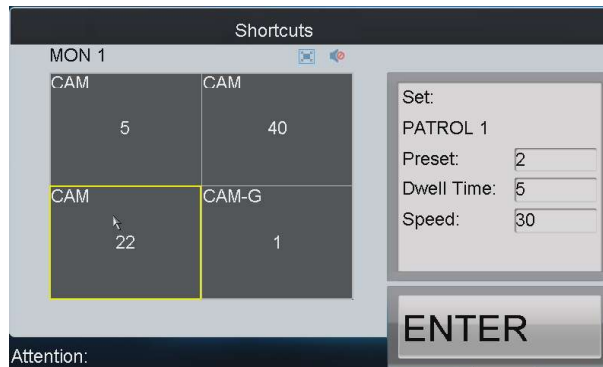 Shortcuts
MON 1
CAM
5
CAM
40
CAM
22
CAM-G
1
Set:
PATROL 1
Preset: 2
Dwell Time: 5
Speed: 30
ENTER
Attention: